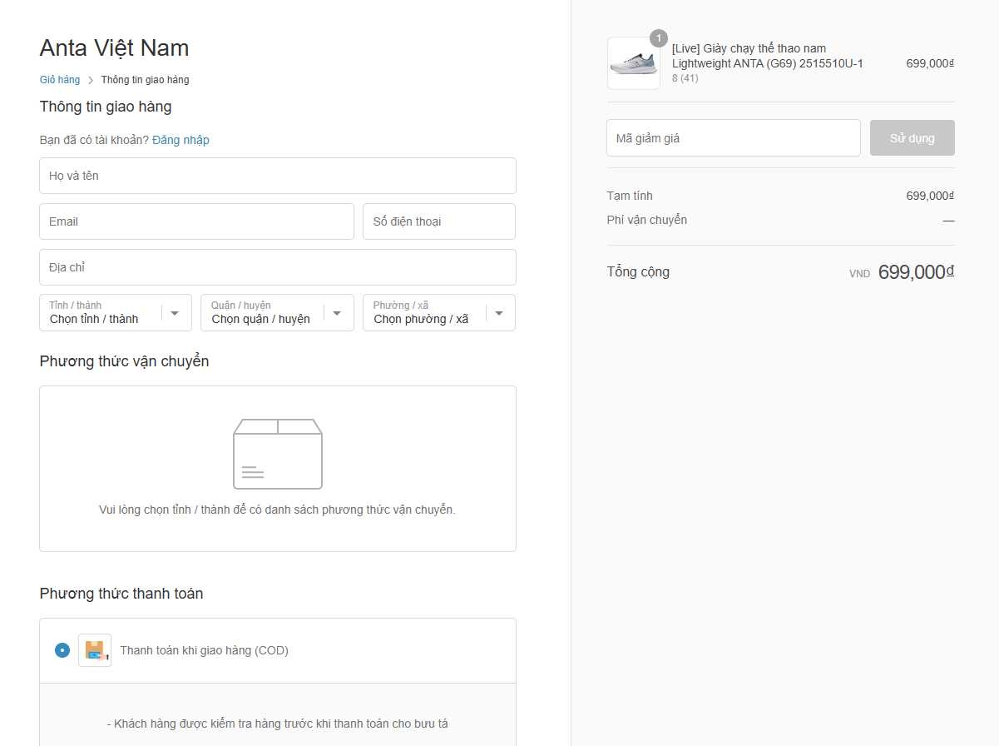 Anta Việt Nam
Giỏ hàng > Thông tin giao hàng
Thông tin giao hàng
Bạn đã có tài khoản? Đăng nhập
Họ và tên
Email
Số điện thoại
Địa chỉ
Tỉnh / thành
Chọn tỉnh / thành
Quận / huyện
Chọn quận / huyện
Phường / xã
Chọn phường / xã
Phương thức vận chuyển
Vui lòng chọn tỉnh / thành để có danh sách phương thức vận chuyển.
Phương thức thanh toán
Thanh toán khi giao hàng (COD)
- Khách hàng được kiểm tra hàng trước khi thanh toán cho bưu tá
1
[Live] Giày chạy thể thao nam
Lightweight ANTA (G69) 2515510U-1
8 (41)
699,000₫
Mã giảm giá
Sử dụng
Tạm tính
699,000₫
Phí vận chuyển
—
Tổng cộng
VND 699,000₫